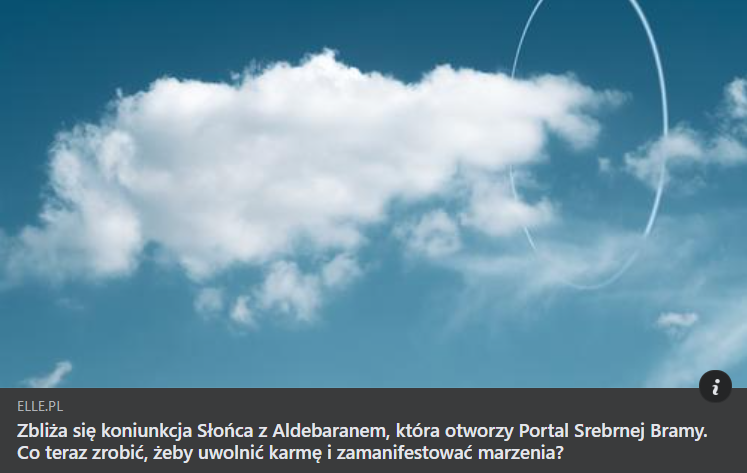 ELLE.PL
Zbliża się koniunkcja Słońca z Aldebaranem, która otworzy Portal Srebrnej Bramy.
Co teraz zrobić, żeby uwolnić karmę i zamanifestować marzenia?